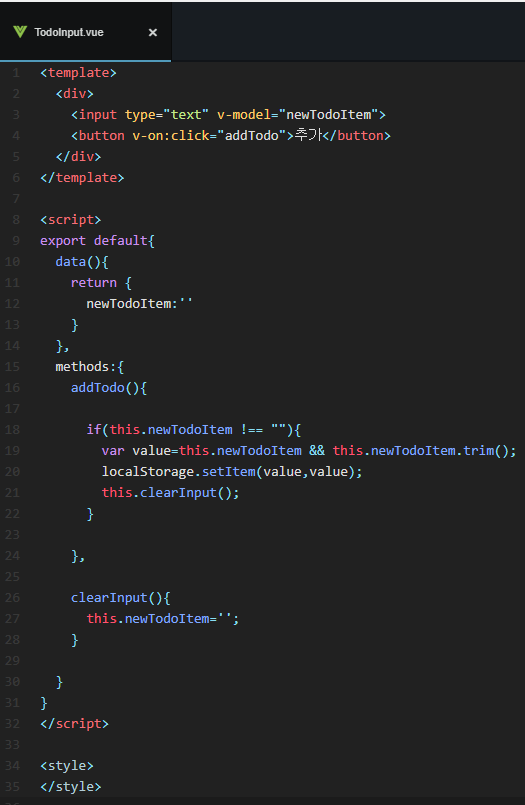 TodoInput.vue ×
1 <template>
2 <div>
3 <input type="text" v-model="newTodoItem">
4 <button v-on:click="addTodo">추가</button>
5 </div>
6 </template>
7
8 <script>
9 export default{
10 data(){
11 return {
12 newTodoItem:''
13 }
14 },
15 methods:{
16 addTodo(){
17
18 if(this.newTodoItem !== ""){
19 var value=this.newTodoItem && this.newTodoItem.trim();
20 localStorage.setItem(value,value);
21 this.clearInput();
22 }
23
24 },
25
26 clearInput(){
27 this.newTodoItem='';
28 }
29
30 }
31 }
32 </script>
33
34 <style>
35 </style>